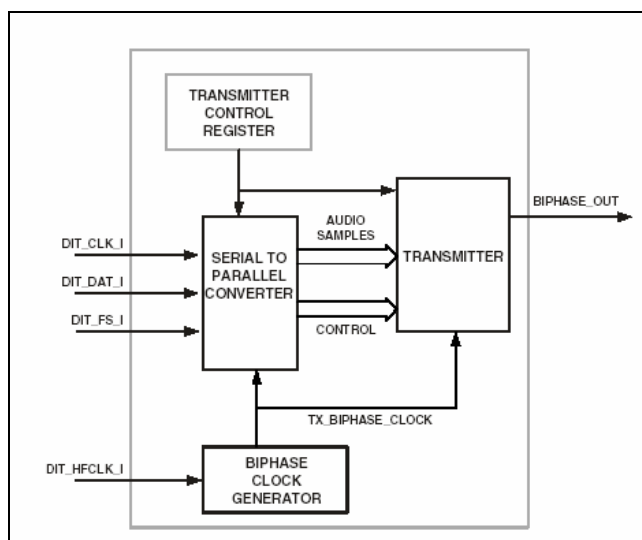 TRANSMITTER
CONTROL
REGISTER
BIPHASE_OUT
AUDIO
SAMPLES
DIT_CLK_I
SERIAL TO
PARALLEL
CONVERTER
TRANSMITTER
DIT_DAT_I
DIT_FS_I
CONTROL
TX_BIPHASE_CLOCK
DIT_HFCLK_I
BIPHASE
CLOCK
GENERATOR